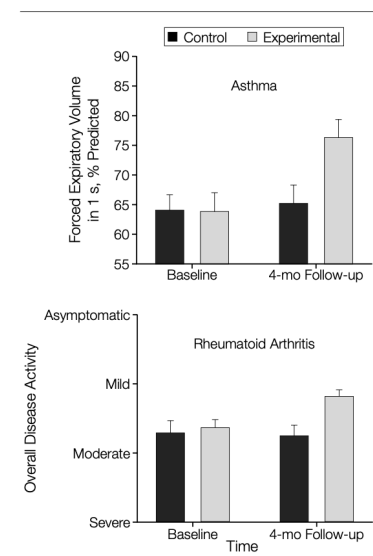 Control Experimental
Asthma
Forced Expiratory Volume
in 1 s, % Predicted
90
85
80
75
70
65
60
55
Baseline 4-mo Follow-up
Rheumatoid Arthritis
Overall Disease Activity
Asymptomatic
Mild
Moderate
Severe
Baseline 4-mo Follow-up
Time